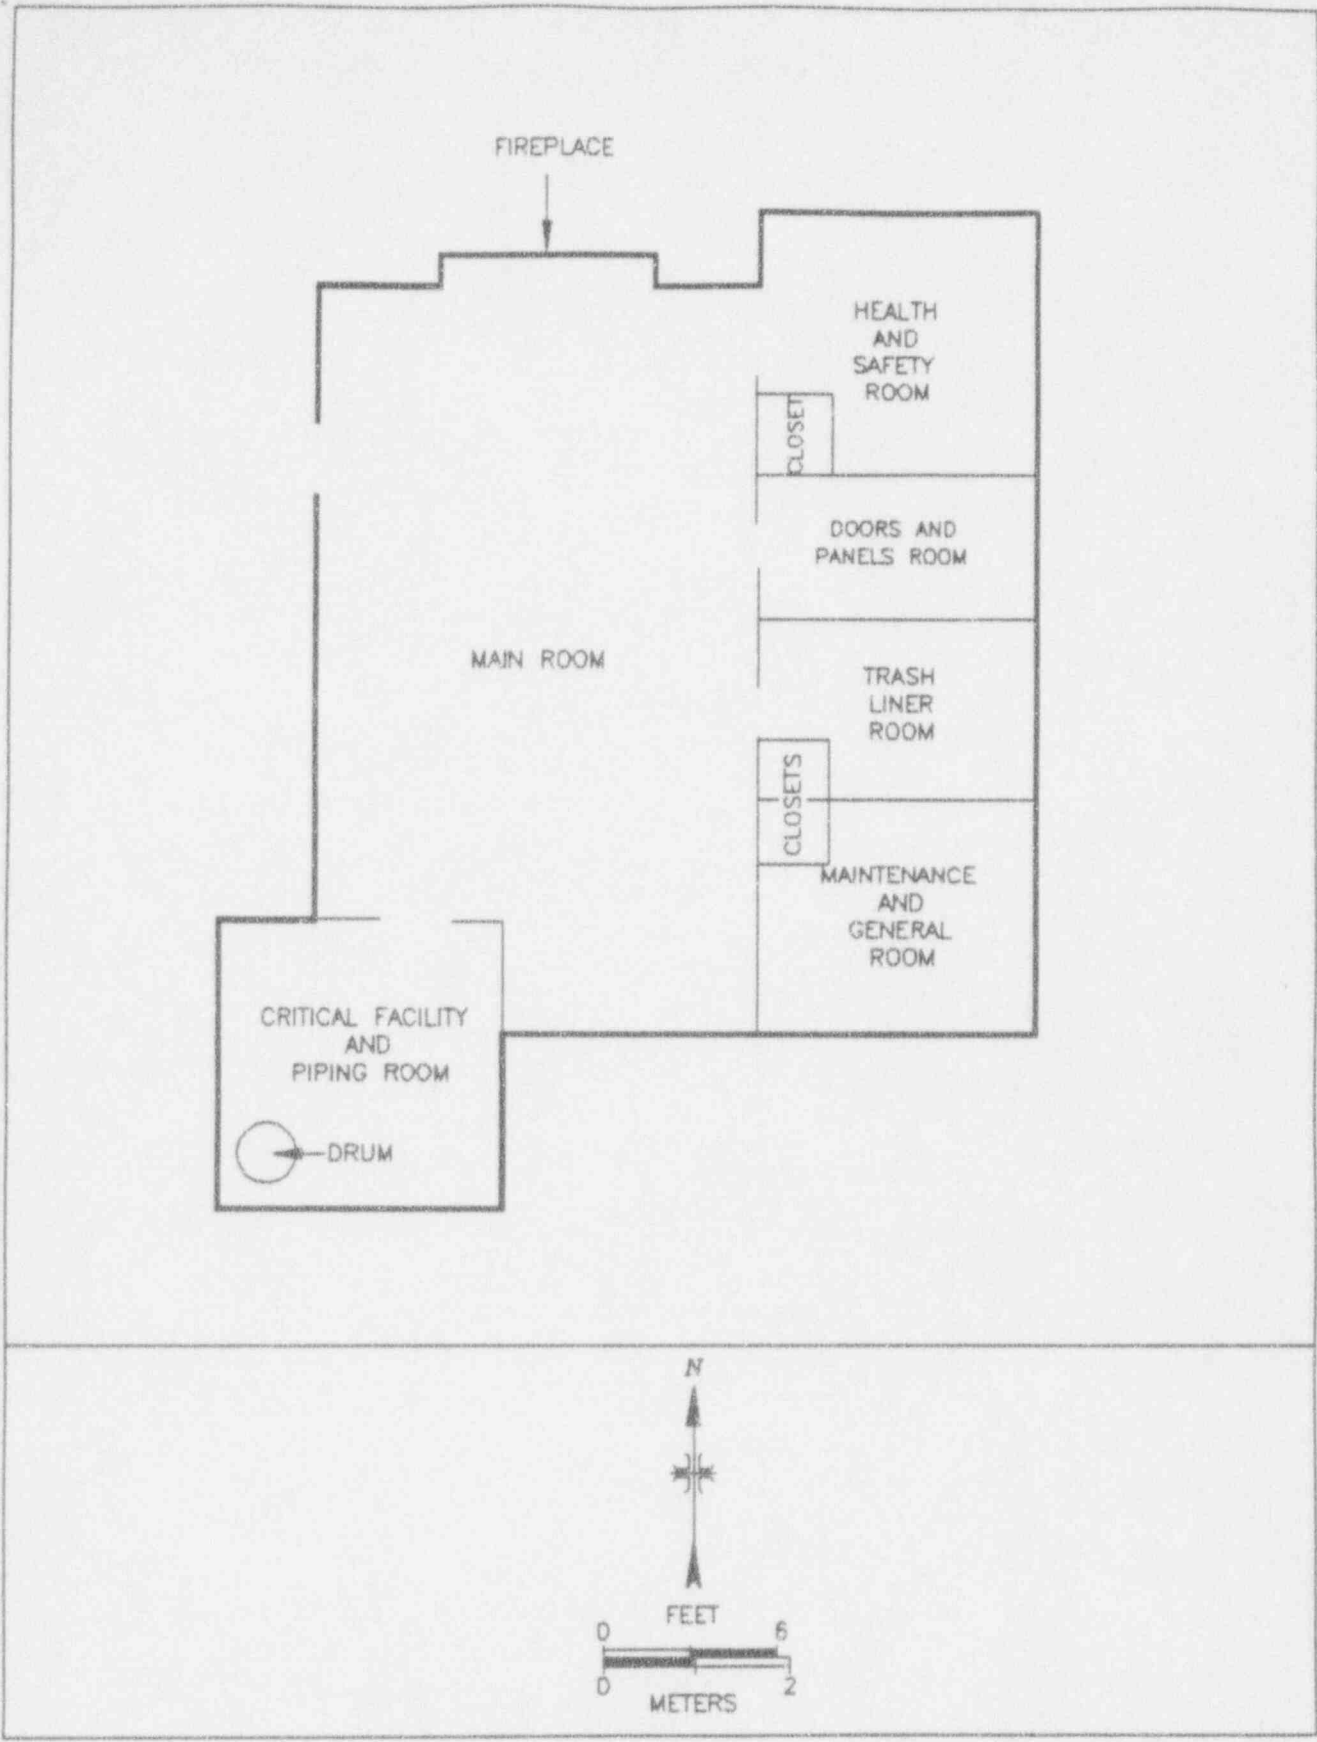 FIREPLACE
HEALTH
AND
SAFETY
ROOM
CLOSET
DOORS AND
PANELS ROOM
MAIN ROOM
TRASH
LINER
ROOM
CLOSETS
MAINTENANCE
AND
GENERAL
ROOM
CRITICAL FACILITY
AND
PIPING ROOM
DRUM
N
FEET
0 6
0 2
METERS